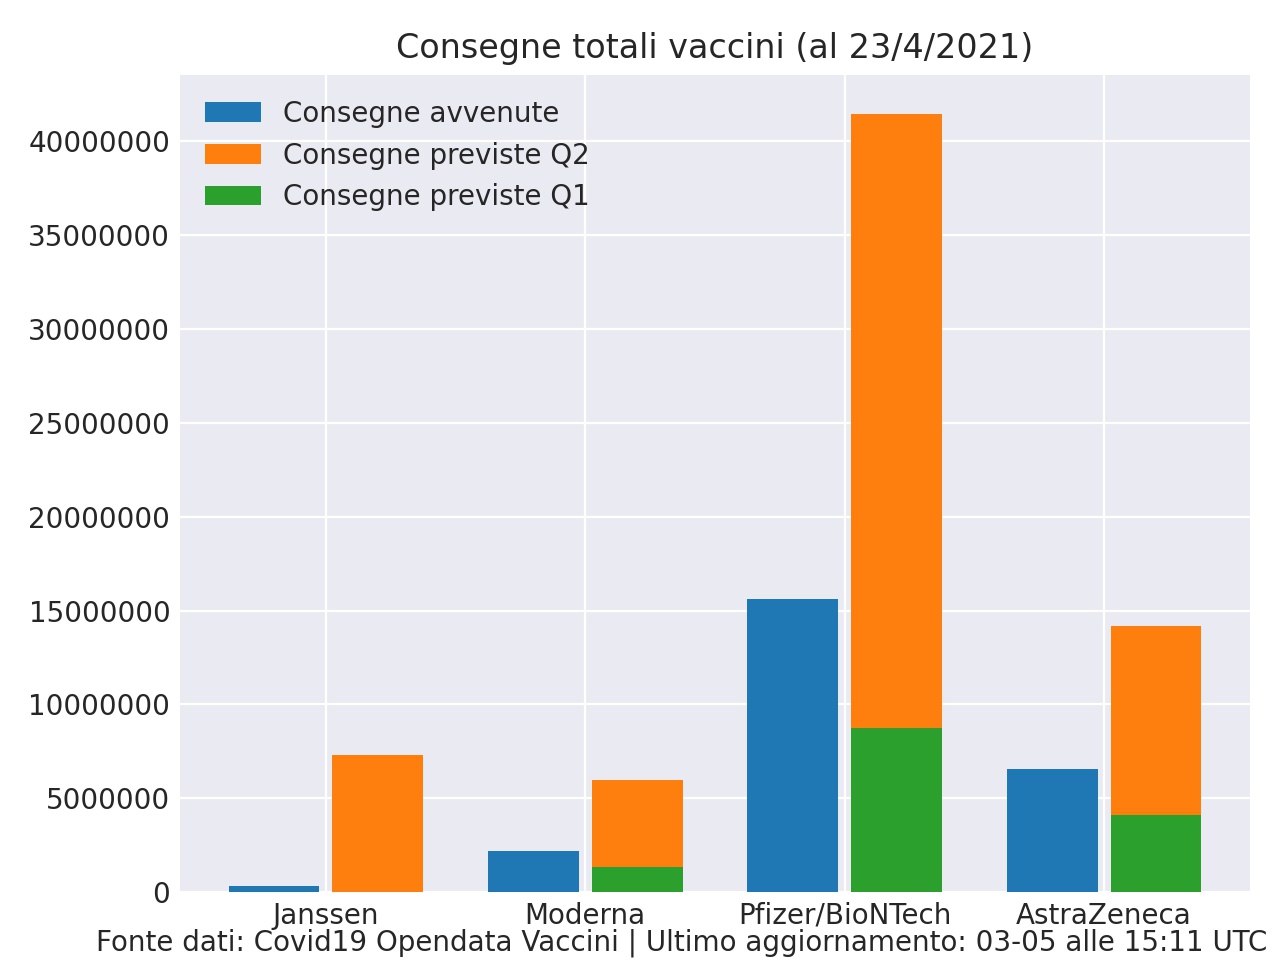 Consegne totali vaccini (al 23/4/2021)
Consegne avvenute
Consegne previste Q2
Consegne previste Q1
40000000
35000000
30000000
25000000
20000000
15000000
10000000
5000000
0
Janssen Moderna Pfizer/BioNTech AstraZeneca
Fonte dati: Covid19 Opendata Vaccini | Ultimo aggiornamento: 03-05 alle 15:11 UTC